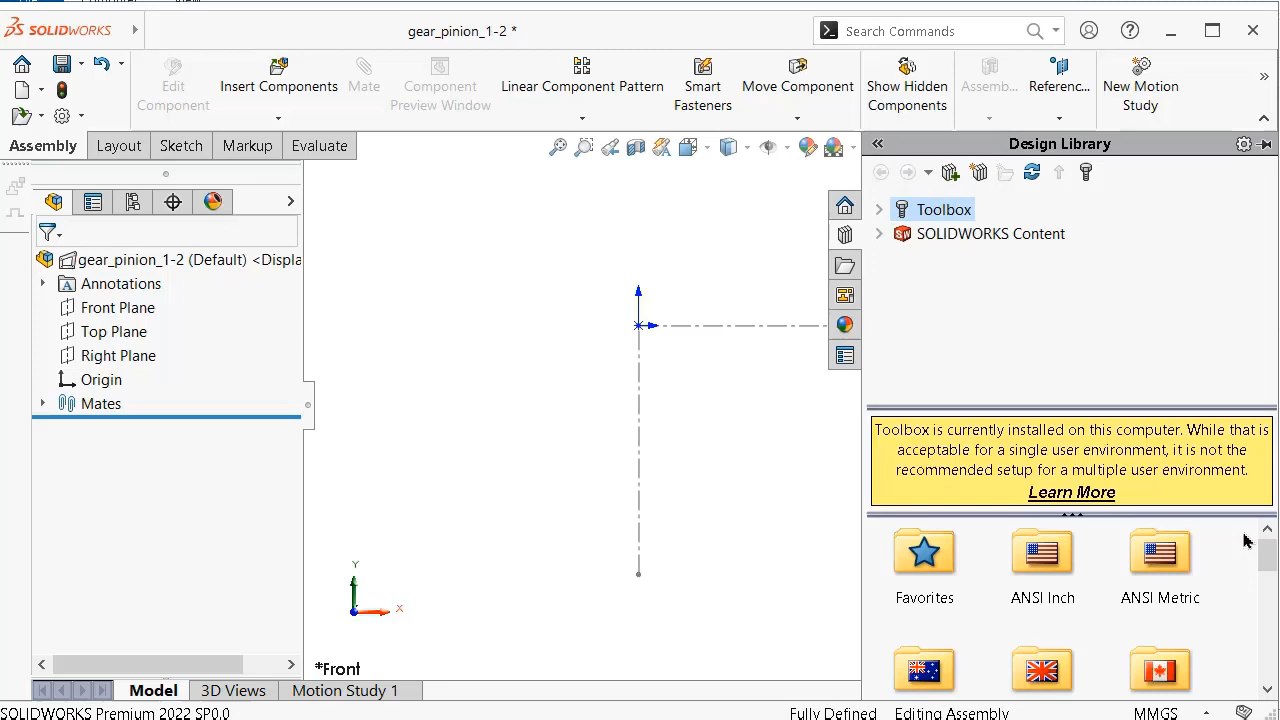 SOLIDWORKS
gear_pinion_1-2 *
Search Commands
Edit
Component
Insert Components
Mate
Component
Preview Window
Linear Component Pattern
Smart
Fasteners
Move Component
Show Hidden
Components
Assemb...
Referenc...
New Motion
Study
Assembly
Layout
Sketch
Markup
Evaluate
Design Library
gear_pinion_1-2 (Default) <Displa
Annotations
Front Plane
Top Plane
Right Plane
Origin
Mates
Toolbox
SOLIDWORKS Content
Toolbox is currently installed on this computer. While that is
acceptable for a single user environment, it is not the
recommended setup for a multiple user environment.
Learn More
Favorites
ANSI Inch
ANSI Metric
Y
X
*Front
Model
3D Views
Motion Study 1
SOLIDWORKS Premium 2022 SP0.0
Fully Defined
Editing Assembly
MMGS